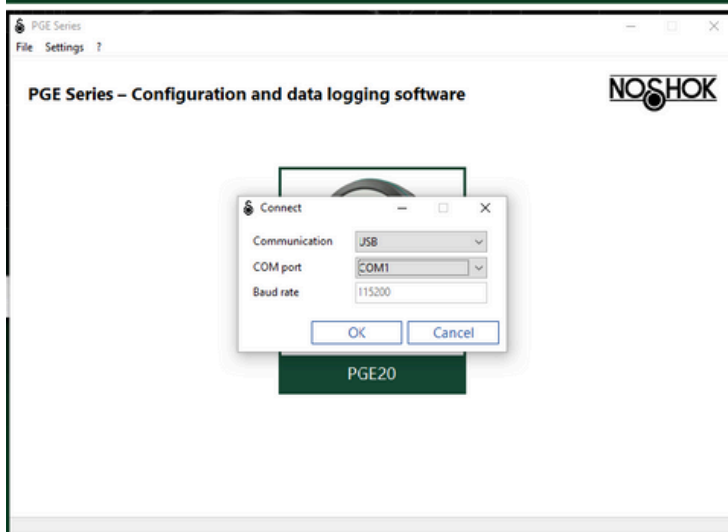 PGE Series
File Settings ?
PGE Series – Configuration and data logging software
NOSHOK
Connect
Communication USB
COM port COM1
Baud rate 115200
OK Cancel
PGE20